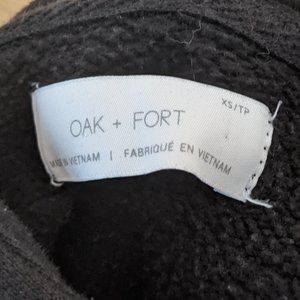 XS/TP
OAK + FORT
MADE IN VIETNAM | FABRIQUÉ EN VIETNAM